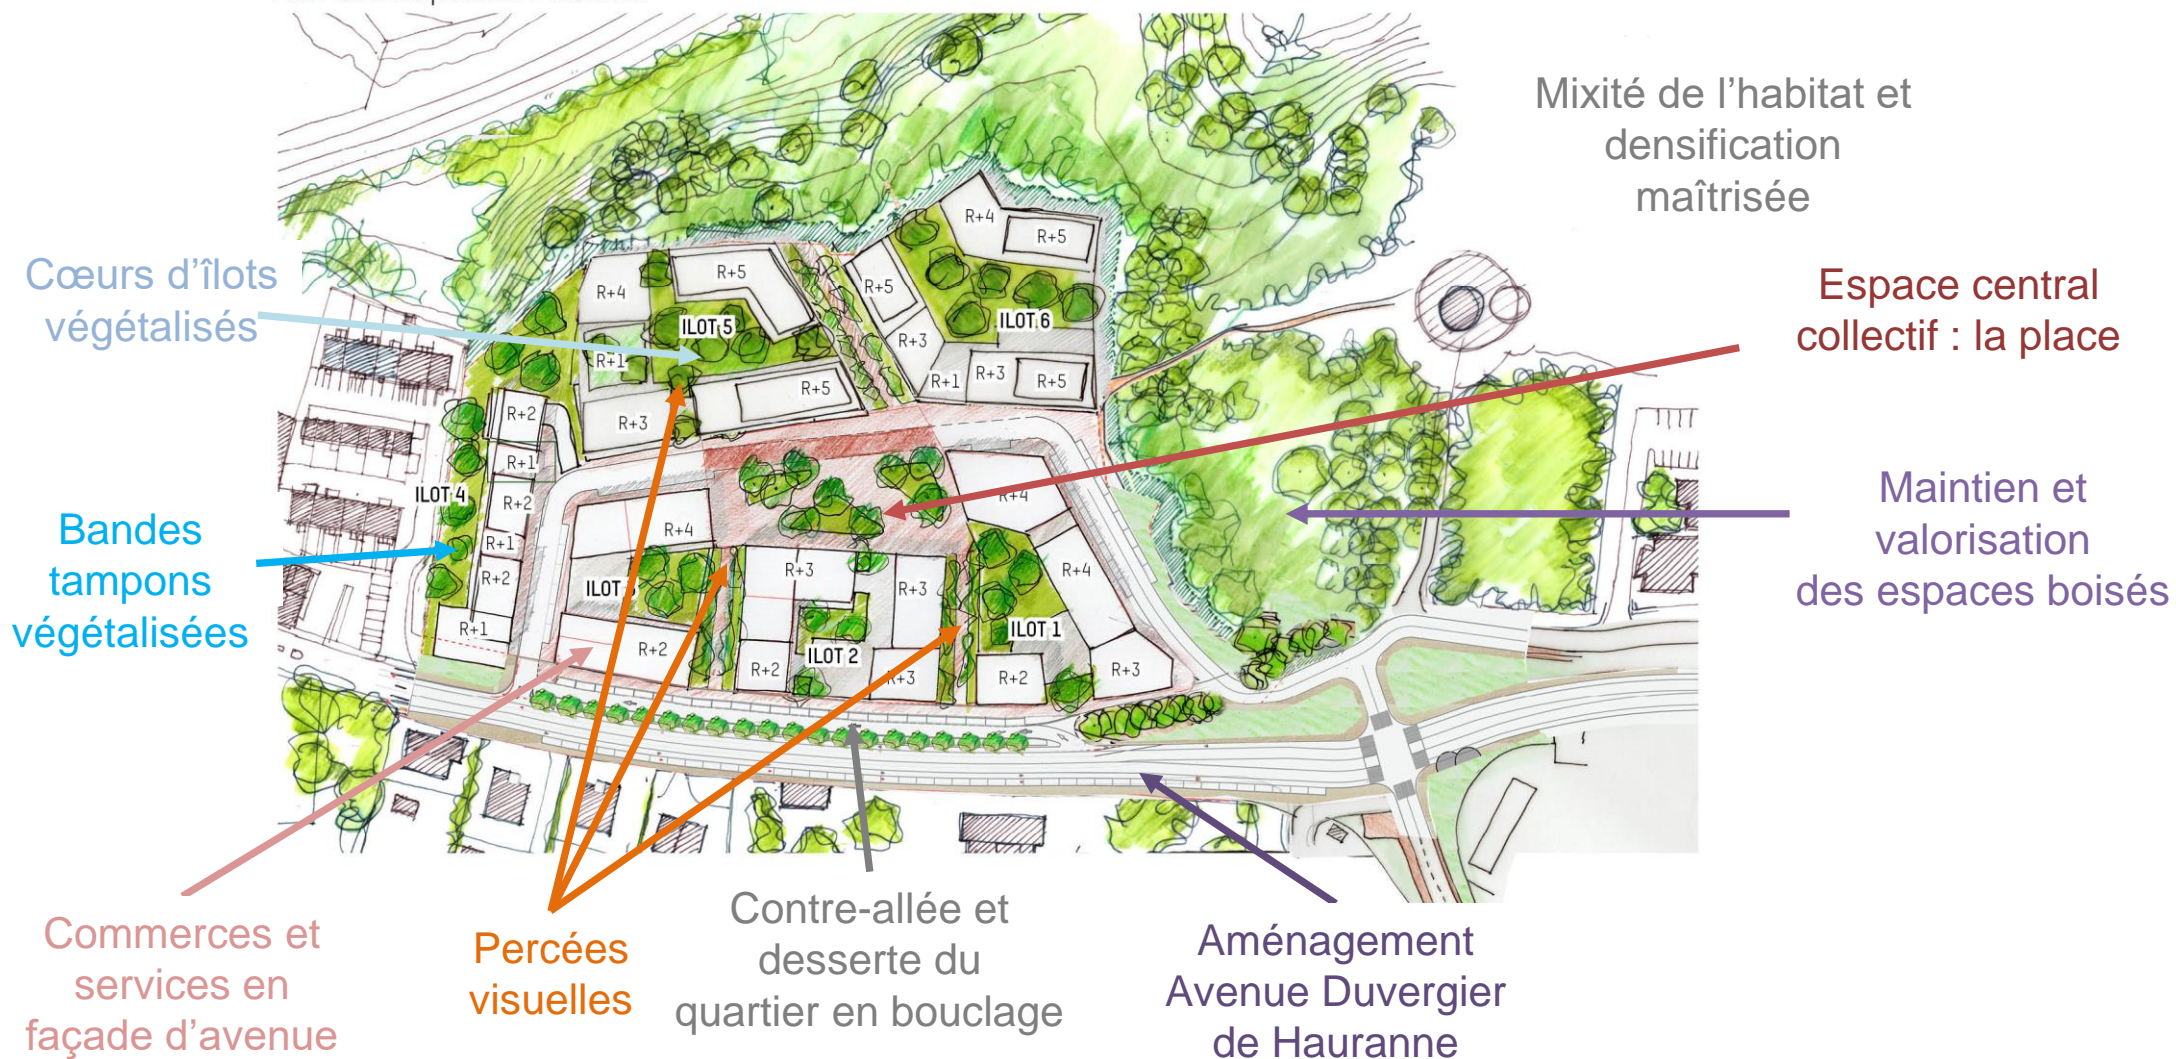 Mixité de l'habitat et
densification
maîtrisée
R+4
R+5
Cœurs d'îlots
végétalisés
R+4
R+5
R+5
ILOT 5
ILOT 6
Espace central
collectif : la place
R+1
R+3
R+5
R+1
R+3
R+5
R+2
R+3
R+1
ILOT 4
R+2
R+4
R+4
Maintien et
valorisation
des espaces boisés
Bandes
tampons
végétalisées
R+1
R+2
R+3
R+3
R+4
ILOT
R+1
R+2
ILOT 2
ILOT 1
R+2
R+3
R+2
R+3
Commerces et
services en
façade d'avenue
Percées
visuelles
Contre-allée et
desserte du
quartier en bouclage
Aménagement
Avenue Duvergier
de Hauranne